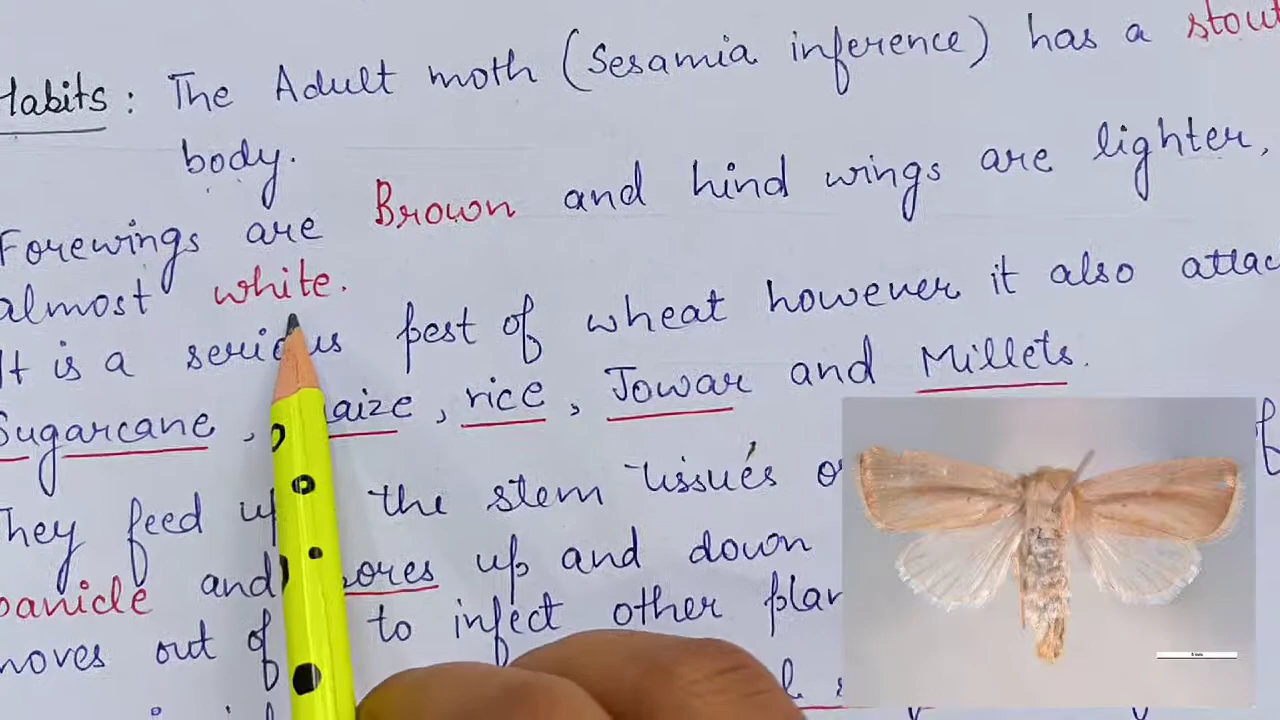 Habits : The Adult moth (Sesamia inference) has a stout
body.
Forewings are Brown and hind wings are lighter,
almost white.
It is a serious pest of wheat however it also attac
Sugarcane, aize, rice, Jowar and Millets.
They feed the stem tissues of
panicle and bores up and down
moves out of to infect other plan